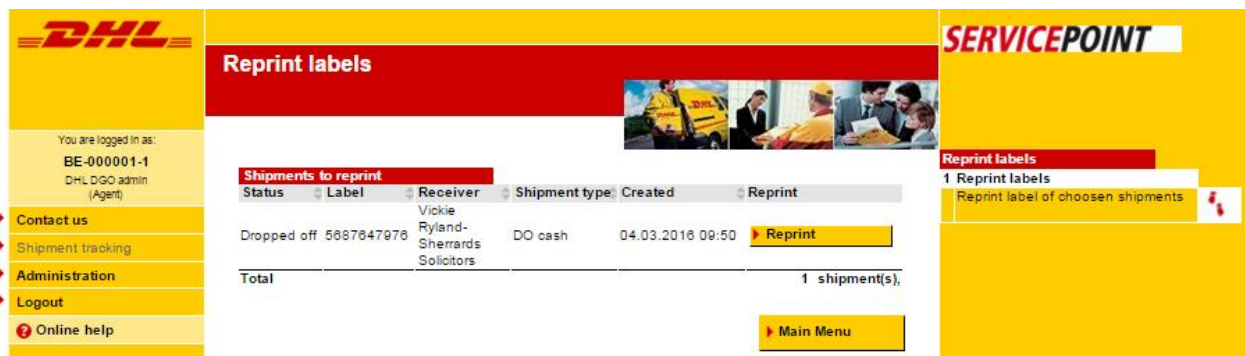 DHL
SERVICEPOINT
Reprint labels
You are logged in as:
BE-000001-1
DHL DGO admin
(Agent)
Contact us
Shipment tracking
Administration
Logout
Online help
Shipments to reprint
Status Label Receiver Shipment type Created Reprint
Dropped off 5687647976 Vickie Ryland-Sherrards Solicitors DO cash 04.03.2016 09:50 Reprint
Total 1 shipment(s),
Main Menu
Reprint labels
1 Reprint labels
Reprint label of choosen shipments